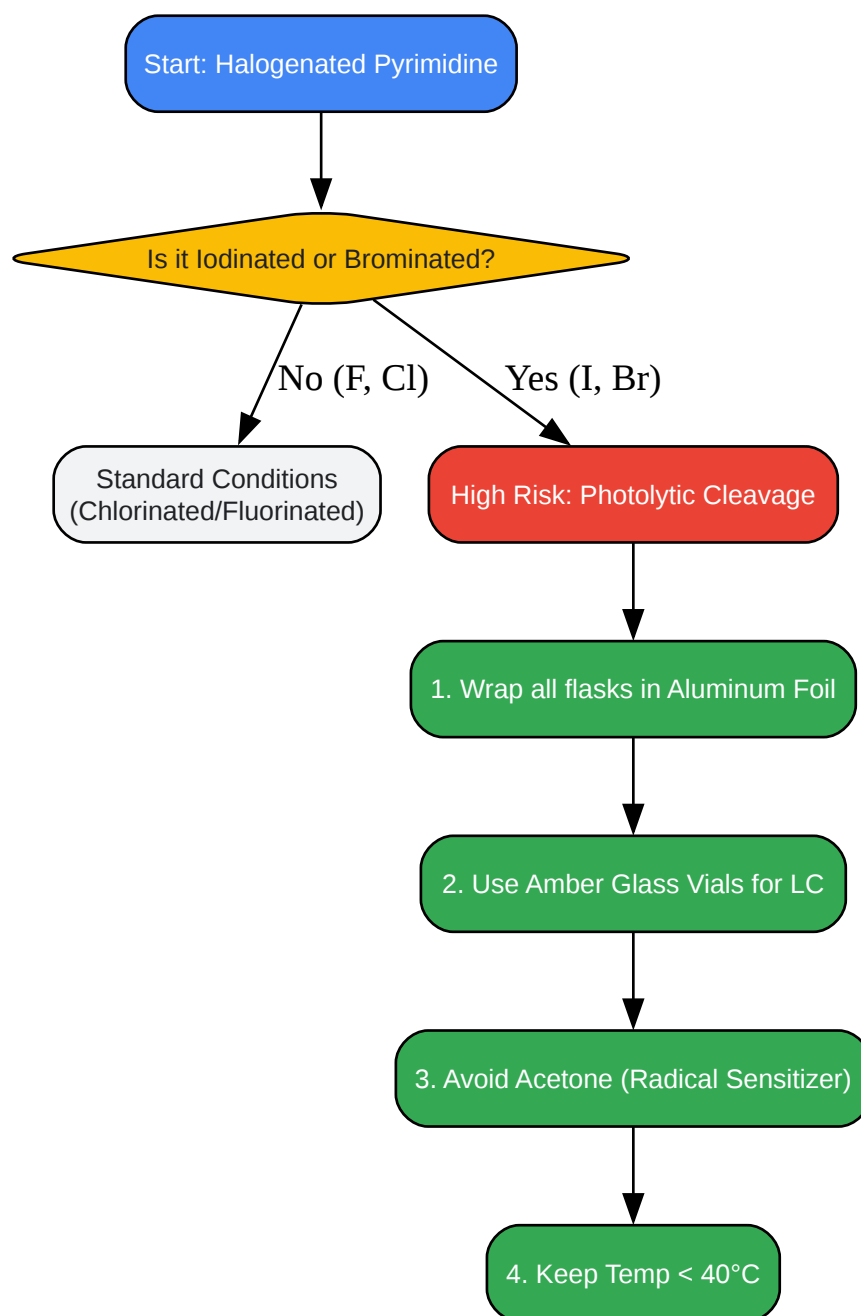 Start: Halogenated Pyrimidine
Is it Iodinated or Brominated?
No (F, Cl)
Yes (I, Br)
Standard Conditions
(Chlorinated/Fluorinated)
High Risk: Photolytic Cleavage
1. Wrap all flasks in Aluminum Foil
2. Use Amber Glass Vials for LC
3. Avoid Acetone (Radical Sensitizer)
4. Keep Temp < 40°C